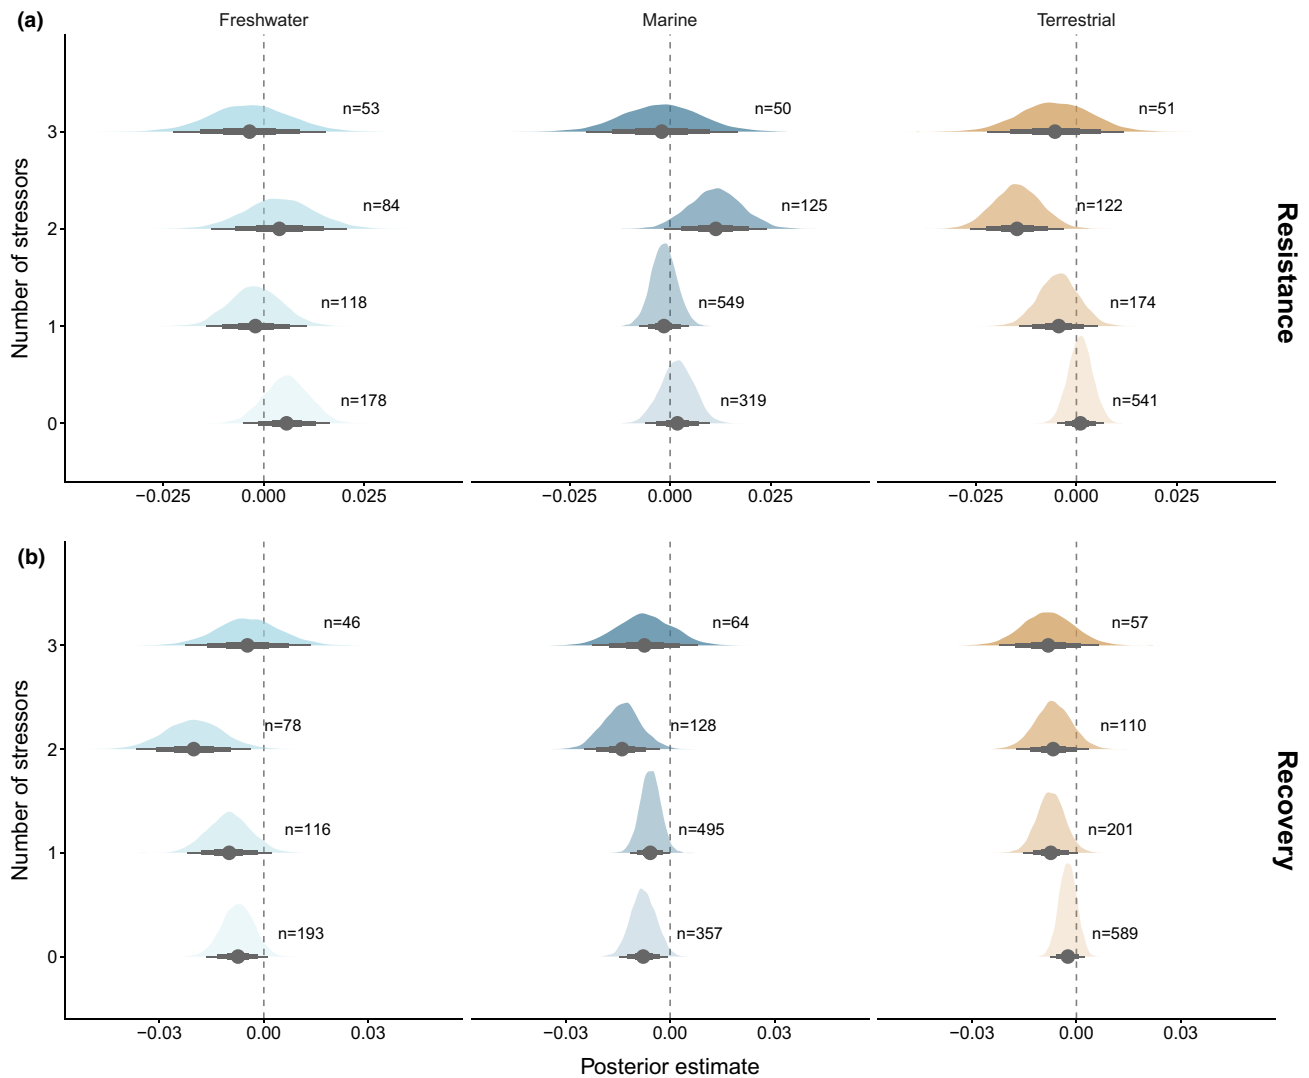 (a)
Freshwater Marine Terrestrial
Number of stressors
Resistance
3 n=53 n=50 n=51
2 n=84 n=125 n=122
1 n=118 n=549 n=174
0 n=178 n=319 n=541
−0.025 0.000 0.025 −0.025 0.000 0.025 −0.025 0.000 0.025
(b)
Number of stressors
Recovery
3 n=46 n=64 n=57
2 n=78 n=128 n=110
1 n=116 n=495 n=201
0 n=193 n=357 n=589
−0.03 0.00 0.03 −0.03 0.00 0.03 −0.03 0.00 0.03
Posterior estimate